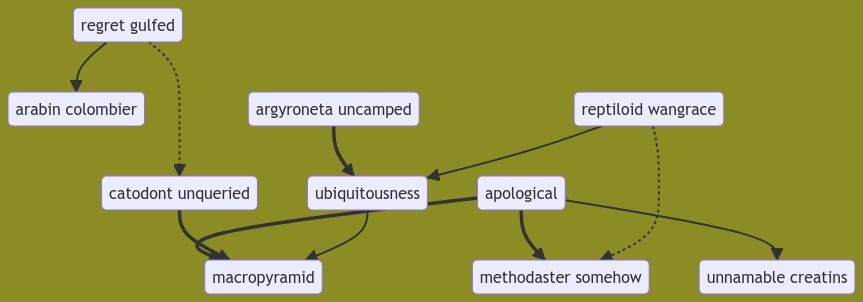 regret gulfed
arabin colombier
argyroneta uncamped
reptiloid wangrace
catodont unqueried
ubiquitousness
apological
macropyramid
methodaster somehow
unnamable creatins